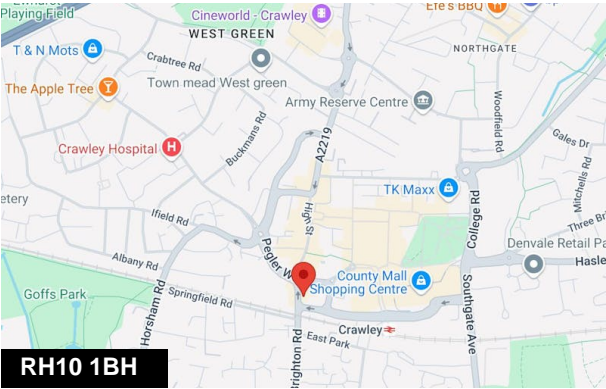 Ewhurst
Playing Field
Cineworld - Crawley
Efe's BBQ
WEST GREEN
T & N Mots
Crabtree Rd
NORTHGATE
Town mead West green
The Apple Tree
Army Reserve Centre
Woodfield Rd
A2219
Buckmans Rd
Crawley Hospital
H
Gales Dr
Mitchells Rd
TK Maxx
etery
Ifield Rd
High St
College Rd
Three Bri
Pegler W
Denvale Retail Pa
Albany Rd
Hasle
County Mall
Shopping Centre
Goffs Park
Horsham Rd
Springfield Rd
Southgate Ave
Crawley
East Park
Brighton Rd
RH10 1BH